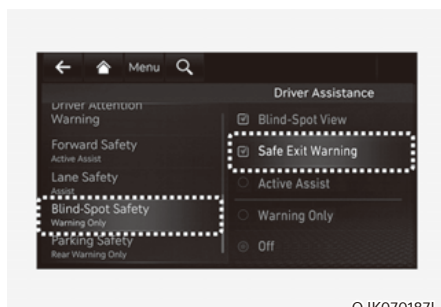 Menu
Driver Assistance
Driver Attention
Warning
Forward Safety
Active Assist
Lane Safety
Assist
Blind-Spot Safety
Warning Only
Parking Safety
Rear Warning Only
Blind-Spot View
Safe Exit Warning
Active Assist
Warning Only
Off